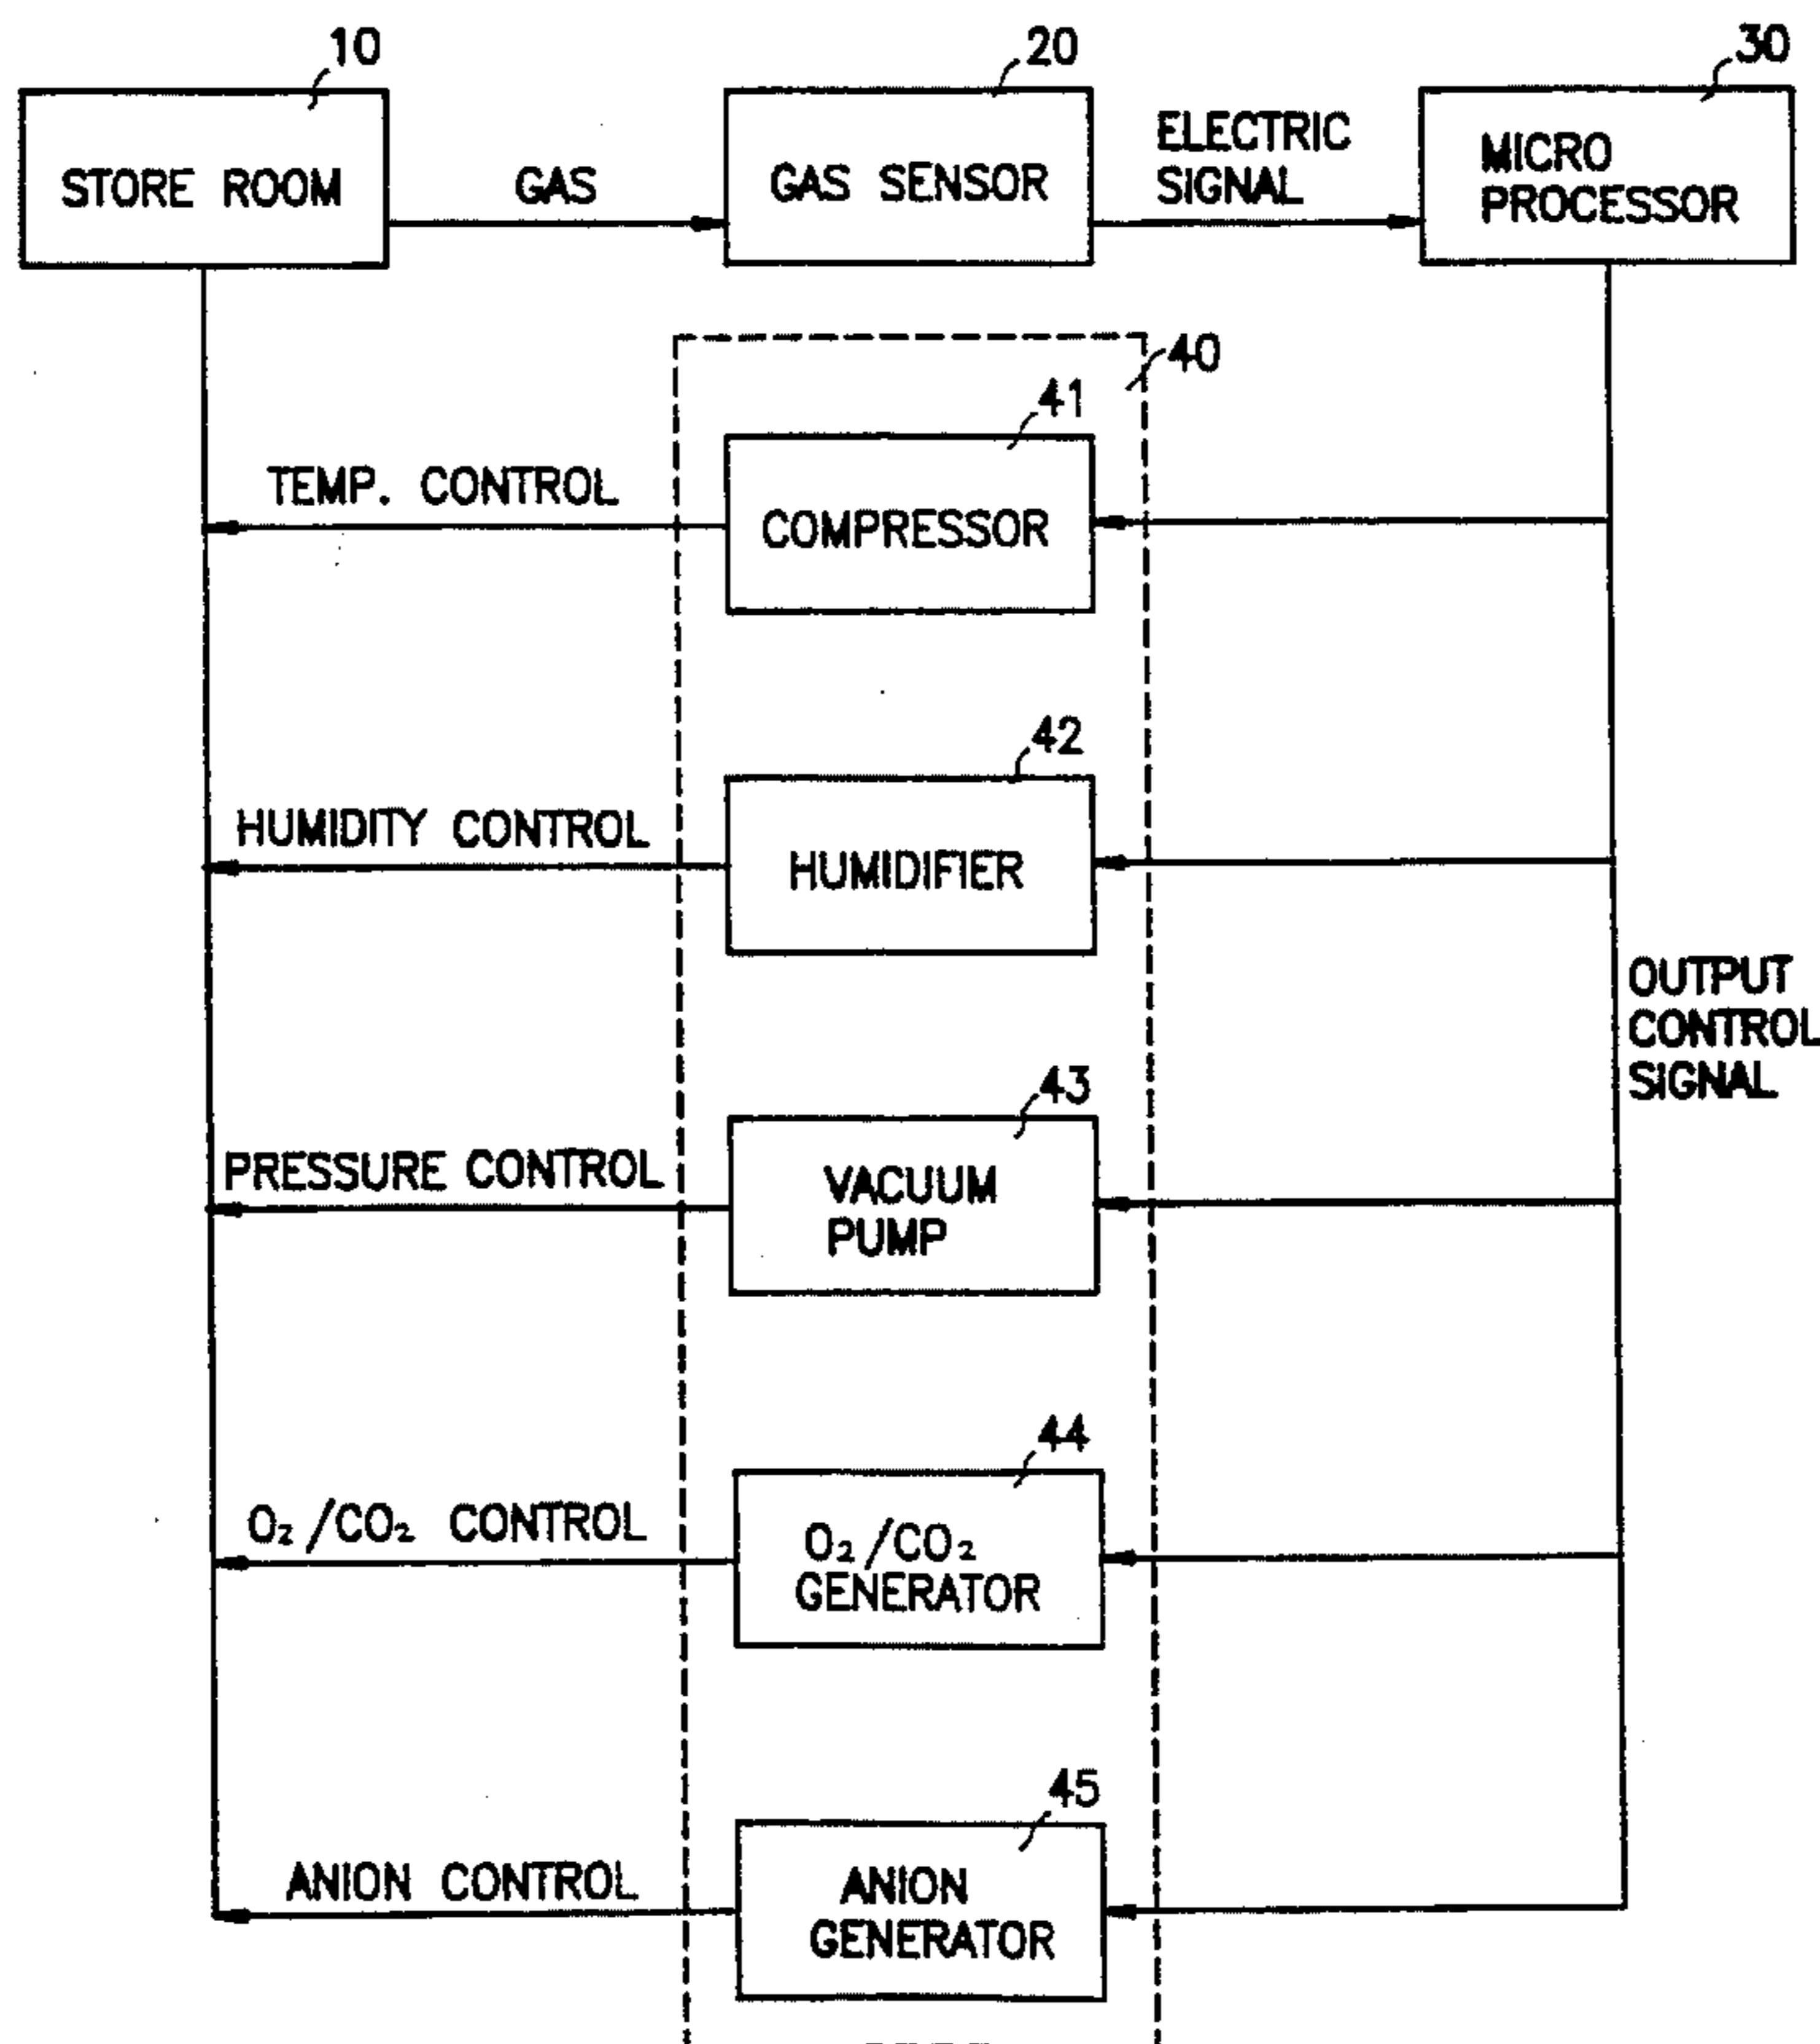 10
20
30
STORE ROOM
GAS
GAS SENSOR
ELECTRIC
SIGNAL
MICRO
PROCESSOR
40
41
TEMP. CONTROL
COMPRESSOR
42
HUMIDITY CONTROL
HUMIDIFIER
OUTPUT
CONTROL
SIGNAL
43
PRESSURE CONTROL
VACUUM
PUMP
44
O₂/CO₂ CONTROL
O₂/CO₂
GENERATOR
45
ANION CONTROL
ANION
GENERATOR